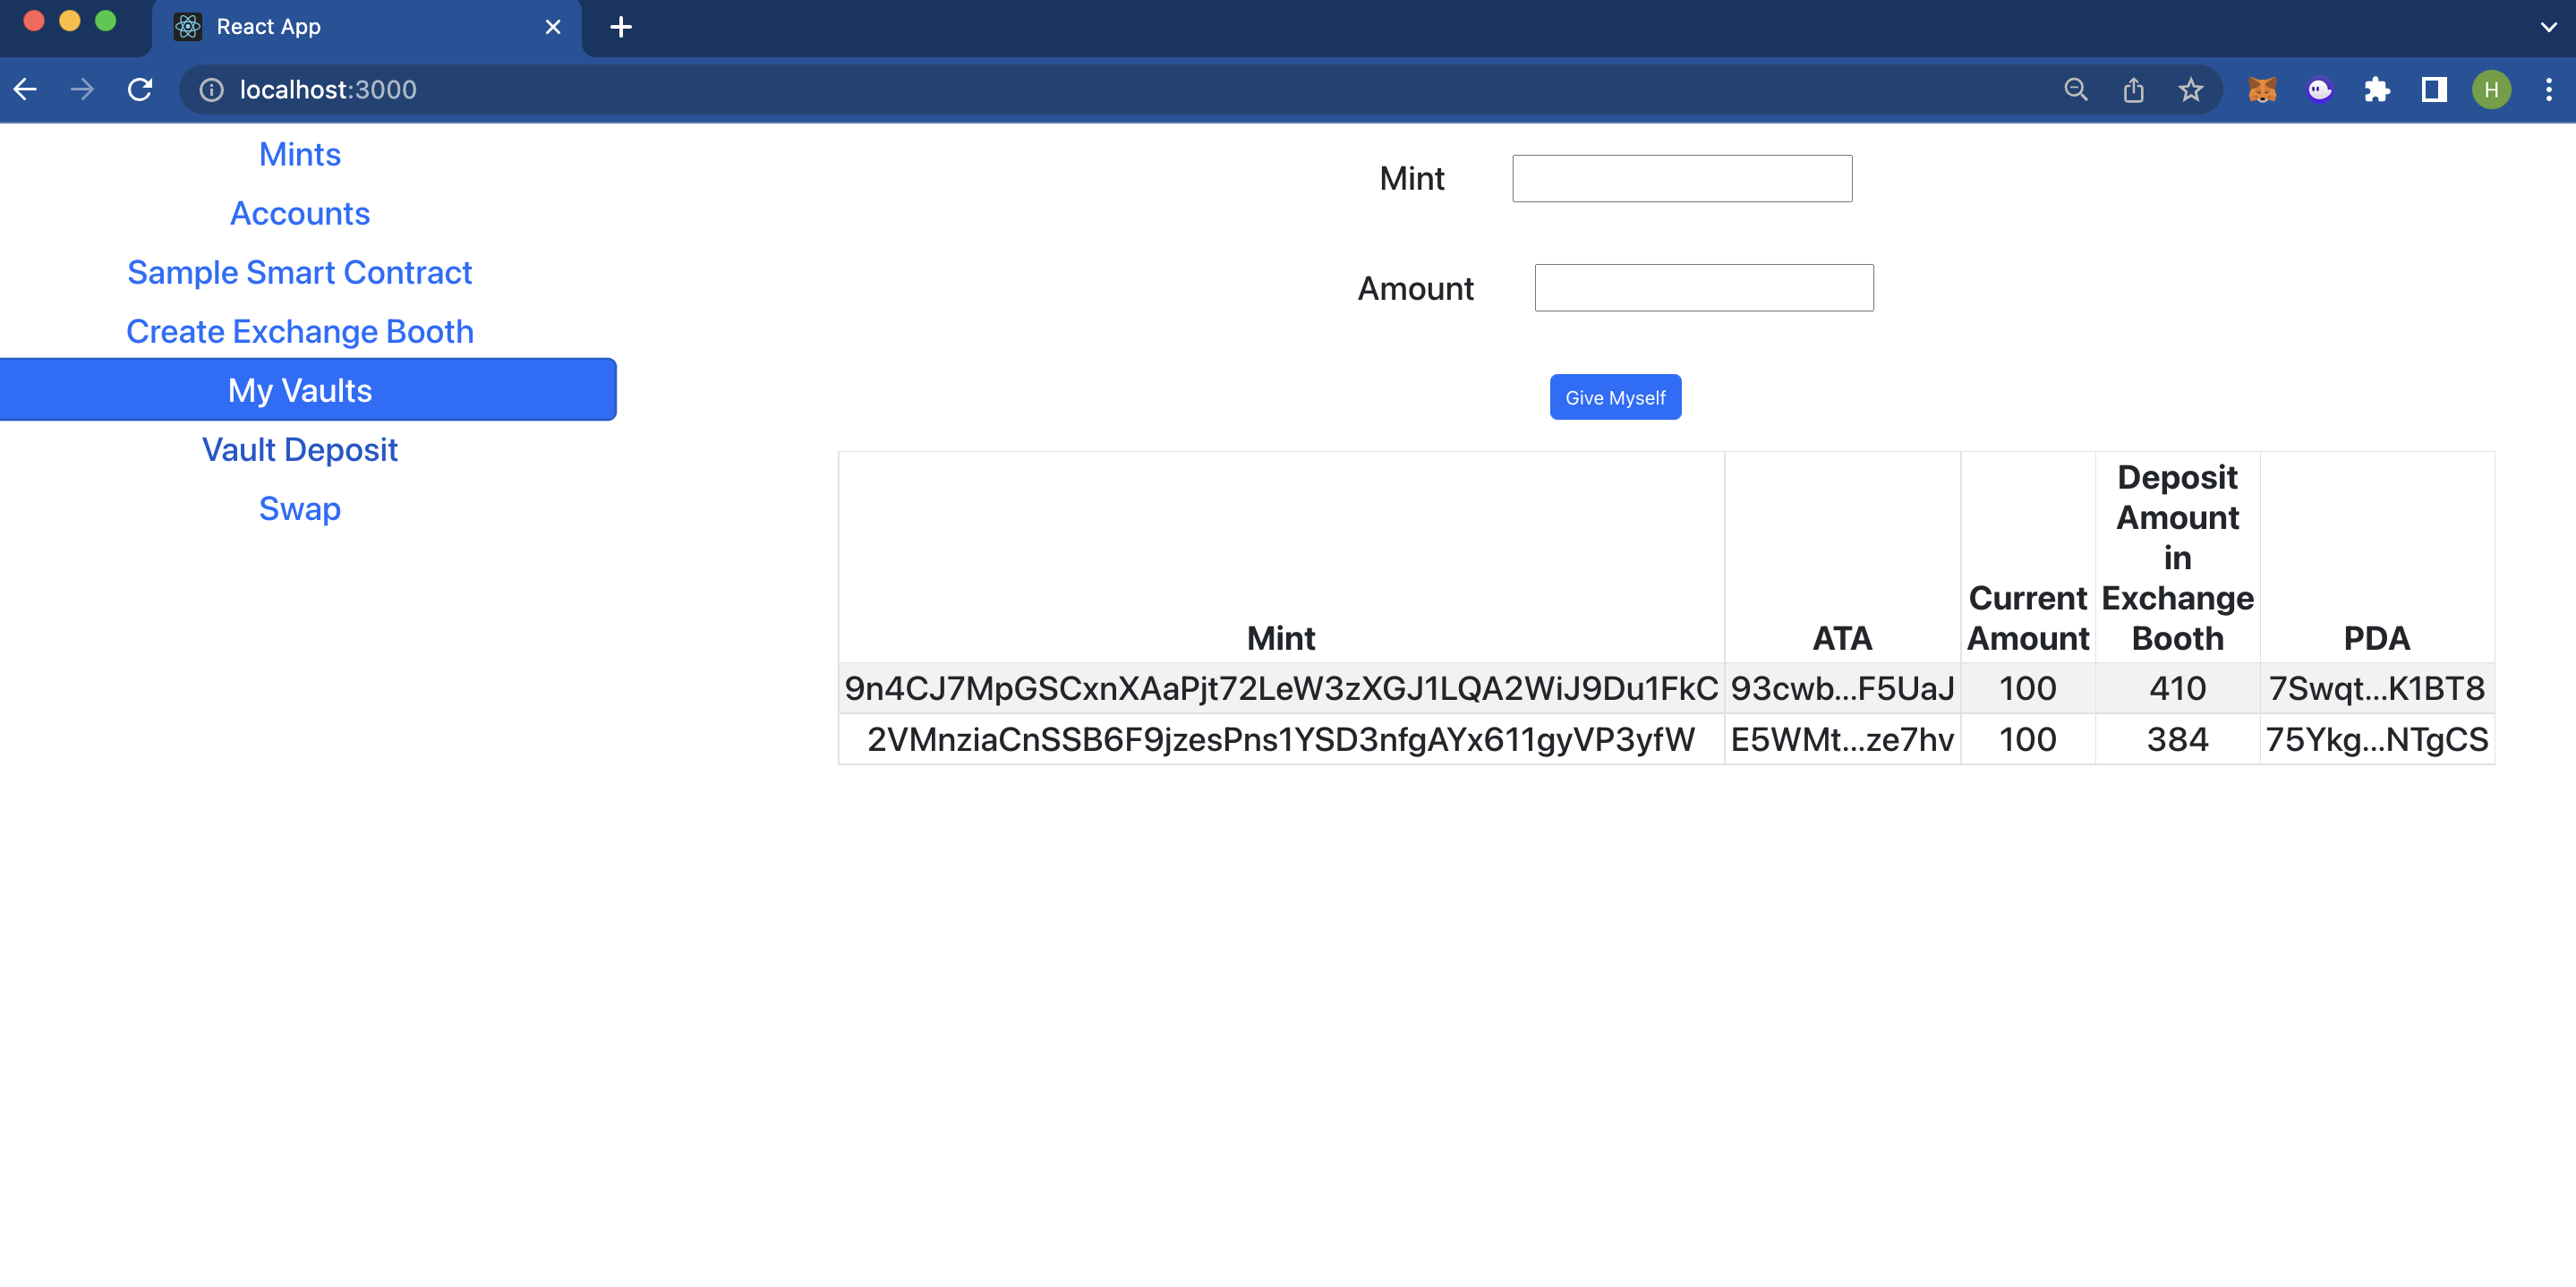 React App
localhost:3000
H
Mints
Accounts
Sample Smart Contract
Create Exchange Booth
My Vaults
Vault Deposit
Swap
Mint
Amount
Give Myself
Mint ATA Current Amount Deposit Amount in Exchange Booth PDA
9n4CJ7MpGSCxnXAaPjt72LeW3zXGJ1LQA2WiJ9Du1FkC 93cwb...F5UaJ 100 410 7Swqt...K1BT8
2VMnziaCnSSB6F9jzesPns1YSD3nfgAYx611gyVP3yfW E5WMt...ze7hv 100 384 75Ykg...NTgCS